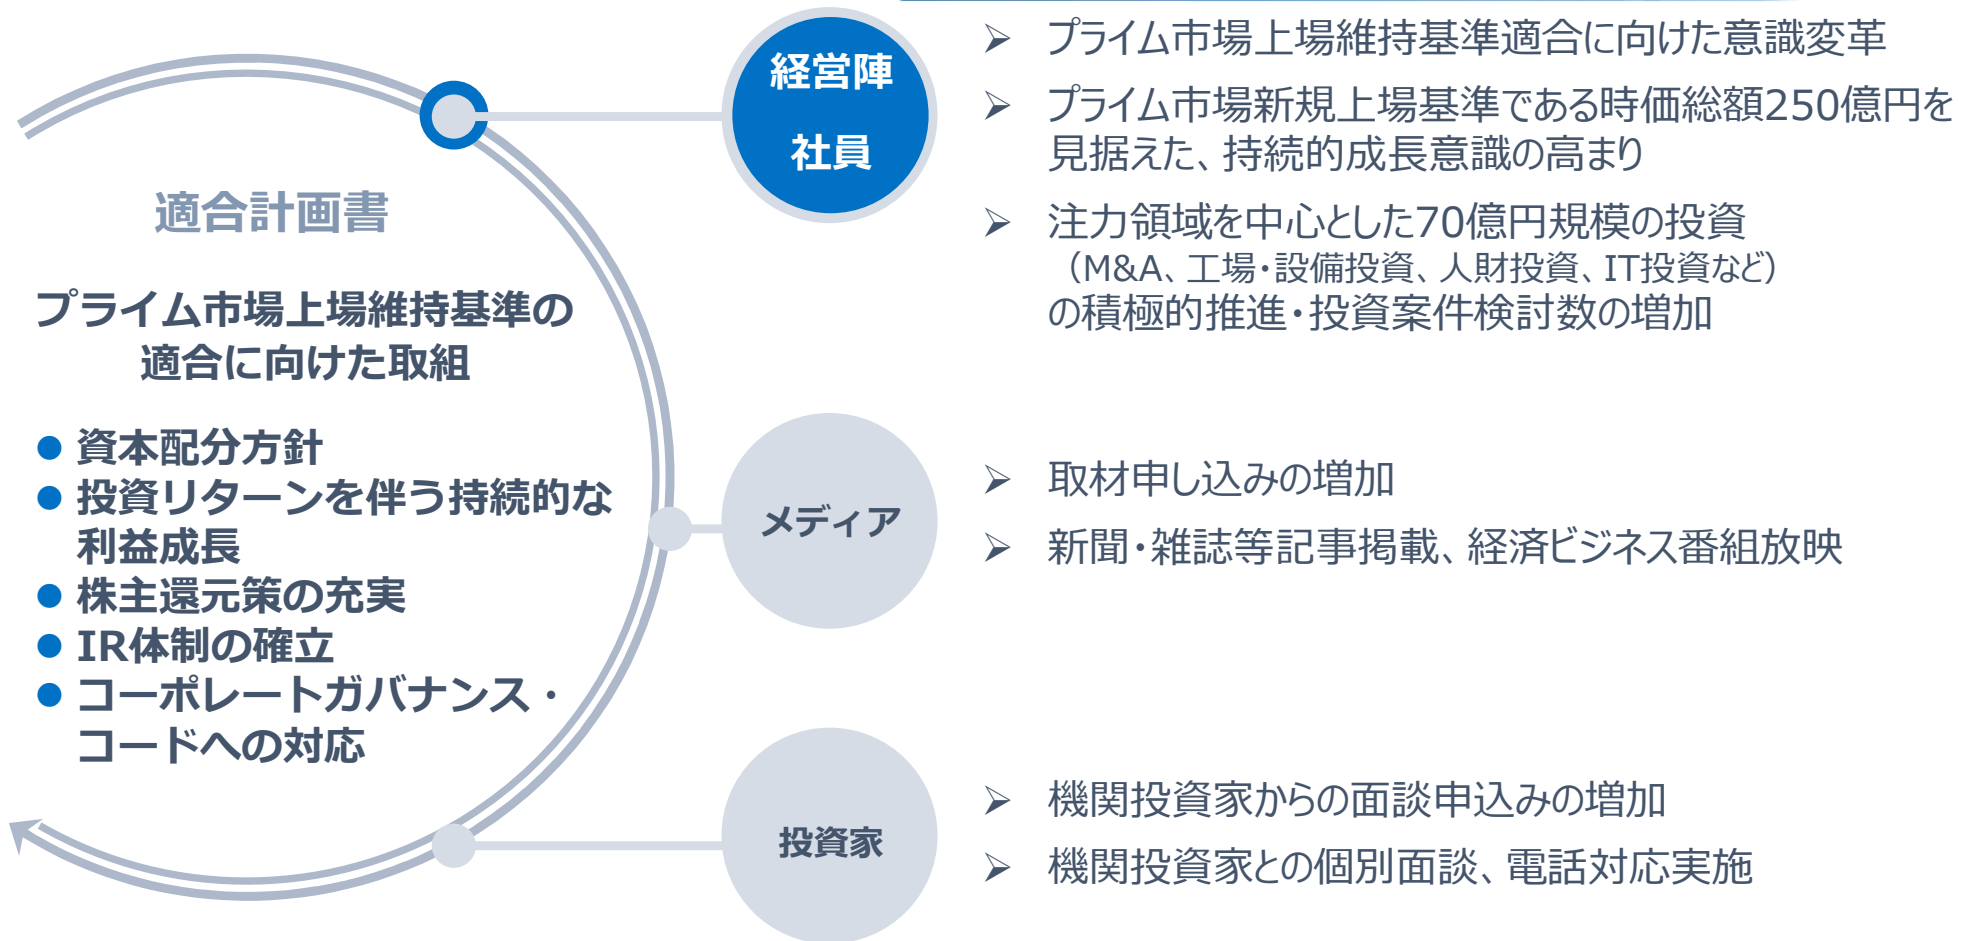 適合計画書
プライム市場上場維持基準の
適合に向けた取組
● 資本配分方針
● 投資リターンを伴う持続的な
利益成長
● 株主還元策の充実
● IR体制の確立
● コーポレートガバナンス・
コードへの対応
経営陣
社員
➢ プライム市場上場維持基準適合に向けた意識変革
➢ プライム市場新規上場基準である時価総額250億円を
見据えた、持続的成長意識の高まり
➢ 注力領域を中心とした70億円規模の投資
（M&A、工場・設備投資、人財投資、IT投資など）
の積極的推進・投資案件検討数の増加
メディア
➢ 取材申し込みの増加
➢ 新聞・雑誌等記事掲載、経済ビジネス番組放映
投資家
➢ 機関投資家からの面談申込みの増加
➢ 機関投資家との個別面談、電話対応実施